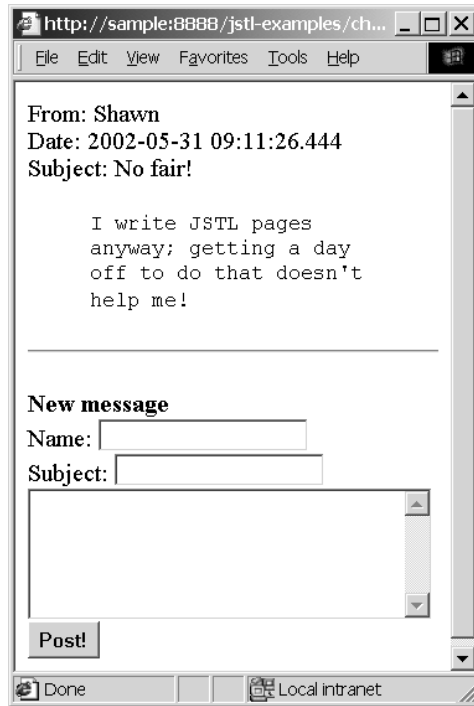 http://sample:8888/jstl-examples/ch...
File Edit View Favorites Tools Help
From: Shawn
Date: 2002-05-31 09:11:26.444
Subject: No fair!
I write JSTL pages
anyway; getting a day
off to do that doesn't
help me!
New message
Name:
Subject:
Post!
Done
Local intranet